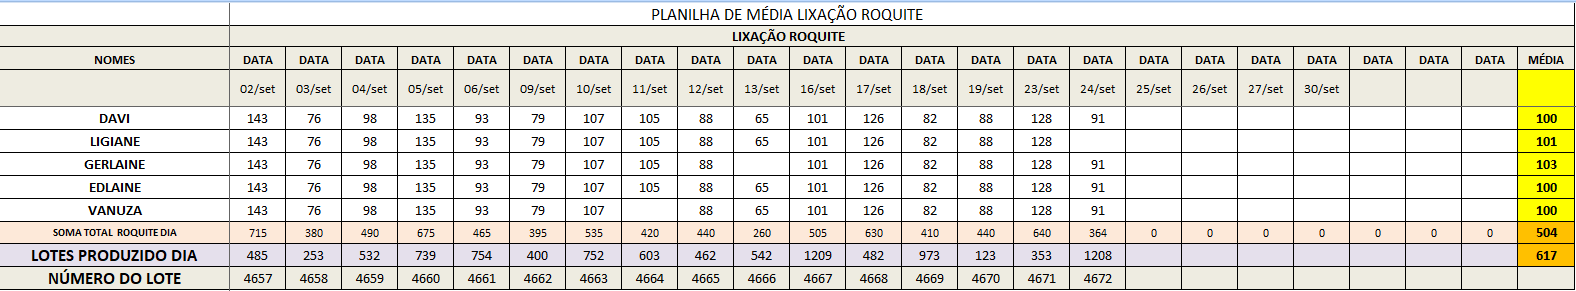 PLANILHA DE MÉDIA LIXAÇÃO ROQUITE
LIXAÇÃO ROQUITE
NOMES DATA DATA DATA DATA DATA DATA DATA DATA DATA DATA DATA DATA DATA DATA DATA DATA DATA DATA DATA DATA DATA DATA DATA MÉDIA
02/set 03/set 04/set 05/set 06/set 09/set 10/set 11/set 12/set 13/set 16/set 17/set 18/set 19/set 23/set 24/set 25/set 26/set 27/set 30/set
DAVI 143 76 98 135 93 79 107 105 88 65 101 126 82 88 128 91 100
LIGIANE 143 76 98 135 93 79 107 105 88 65 101 126 82 88 128 101
GERLAINE 143 76 98 135 93 79 107 105 88 101 126 82 88 128 91 103
EDLAINE 143 76 98 135 93 79 107 105 88 65 101 126 82 88 128 91 100
VANUZA 143 76 98 135 93 79 107 88 65 101 126 82 88 128 91 100
SOMA TOTAL ROQUITE DIA 715 380 490 675 465 395 535 420 440 260 505 630 410 440 640 364 0 0 0 0 0 0 0 504
LOTES PRODUZIDO DIA 485 253 532 739 754 400 752 603 462 542 1209 482 973 123 353 1208 617
NÚMERO DO LOTE 4657 4658 4659 4660 4661 4662 4663 4664 4665 4666 4667 4668 4669 4670 4671 4672